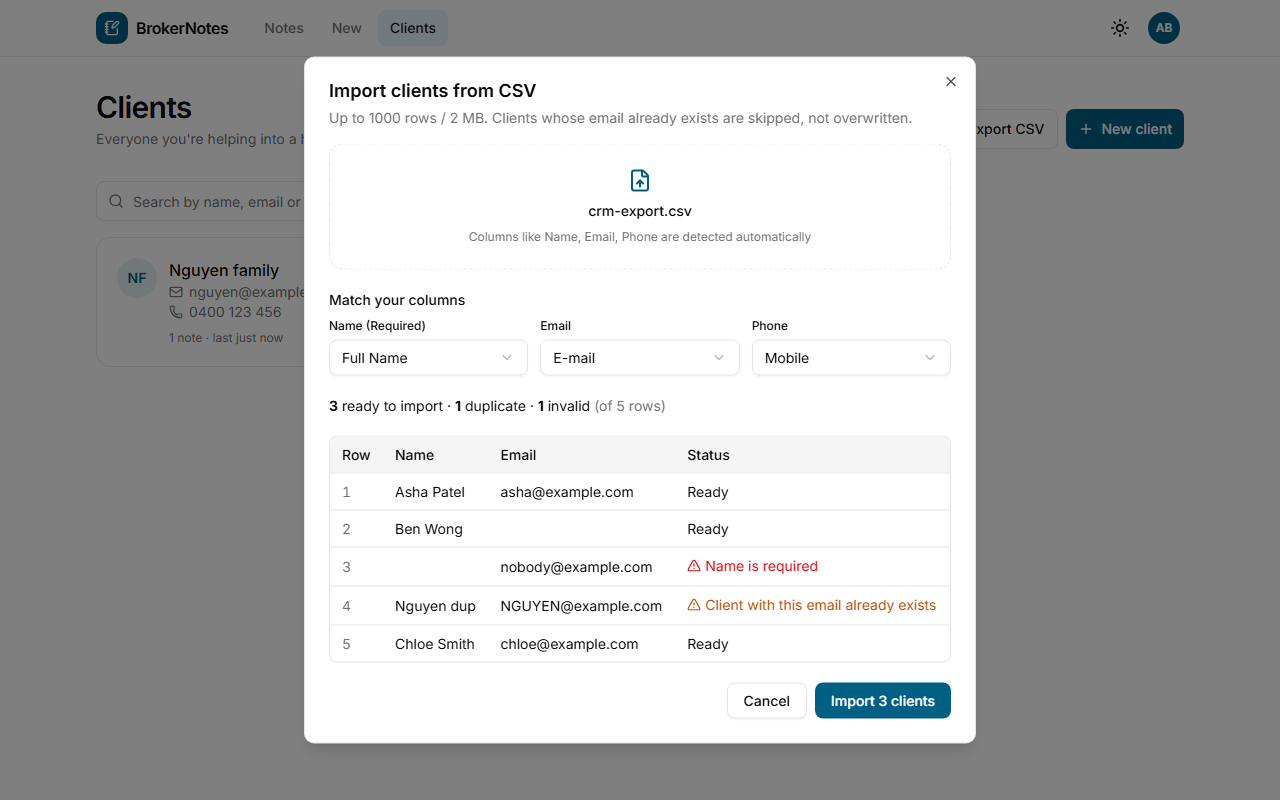 BrokerNotes Notes New Clients AB
Import clients from CSV
Up to 1000 rows / 2 MB. Clients whose email already exists are skipped, not overwritten.
Clients
Everyone you're helping into a h
xport CSV
New client
crm-export.csv
Columns like Name, Email, Phone are detected automatically
Search by name, email or
NF
Nguyen family
nguyen@example
0400 123 456
1 note · last just now
Match your columns
Name (Required) Email Phone
Full Name E-mail Mobile
3 ready to import · 1 duplicate · 1 invalid (of 5 rows)
Row Name Email Status
1 Asha Patel asha@example.com Ready
2 Ben Wong Ready
3 nobody@example.com Name is required
4 Nguyen dup NGUYEN@example.com Client with this email already exists
5 Chloe Smith chloe@example.com Ready
Cancel Import 3 clients